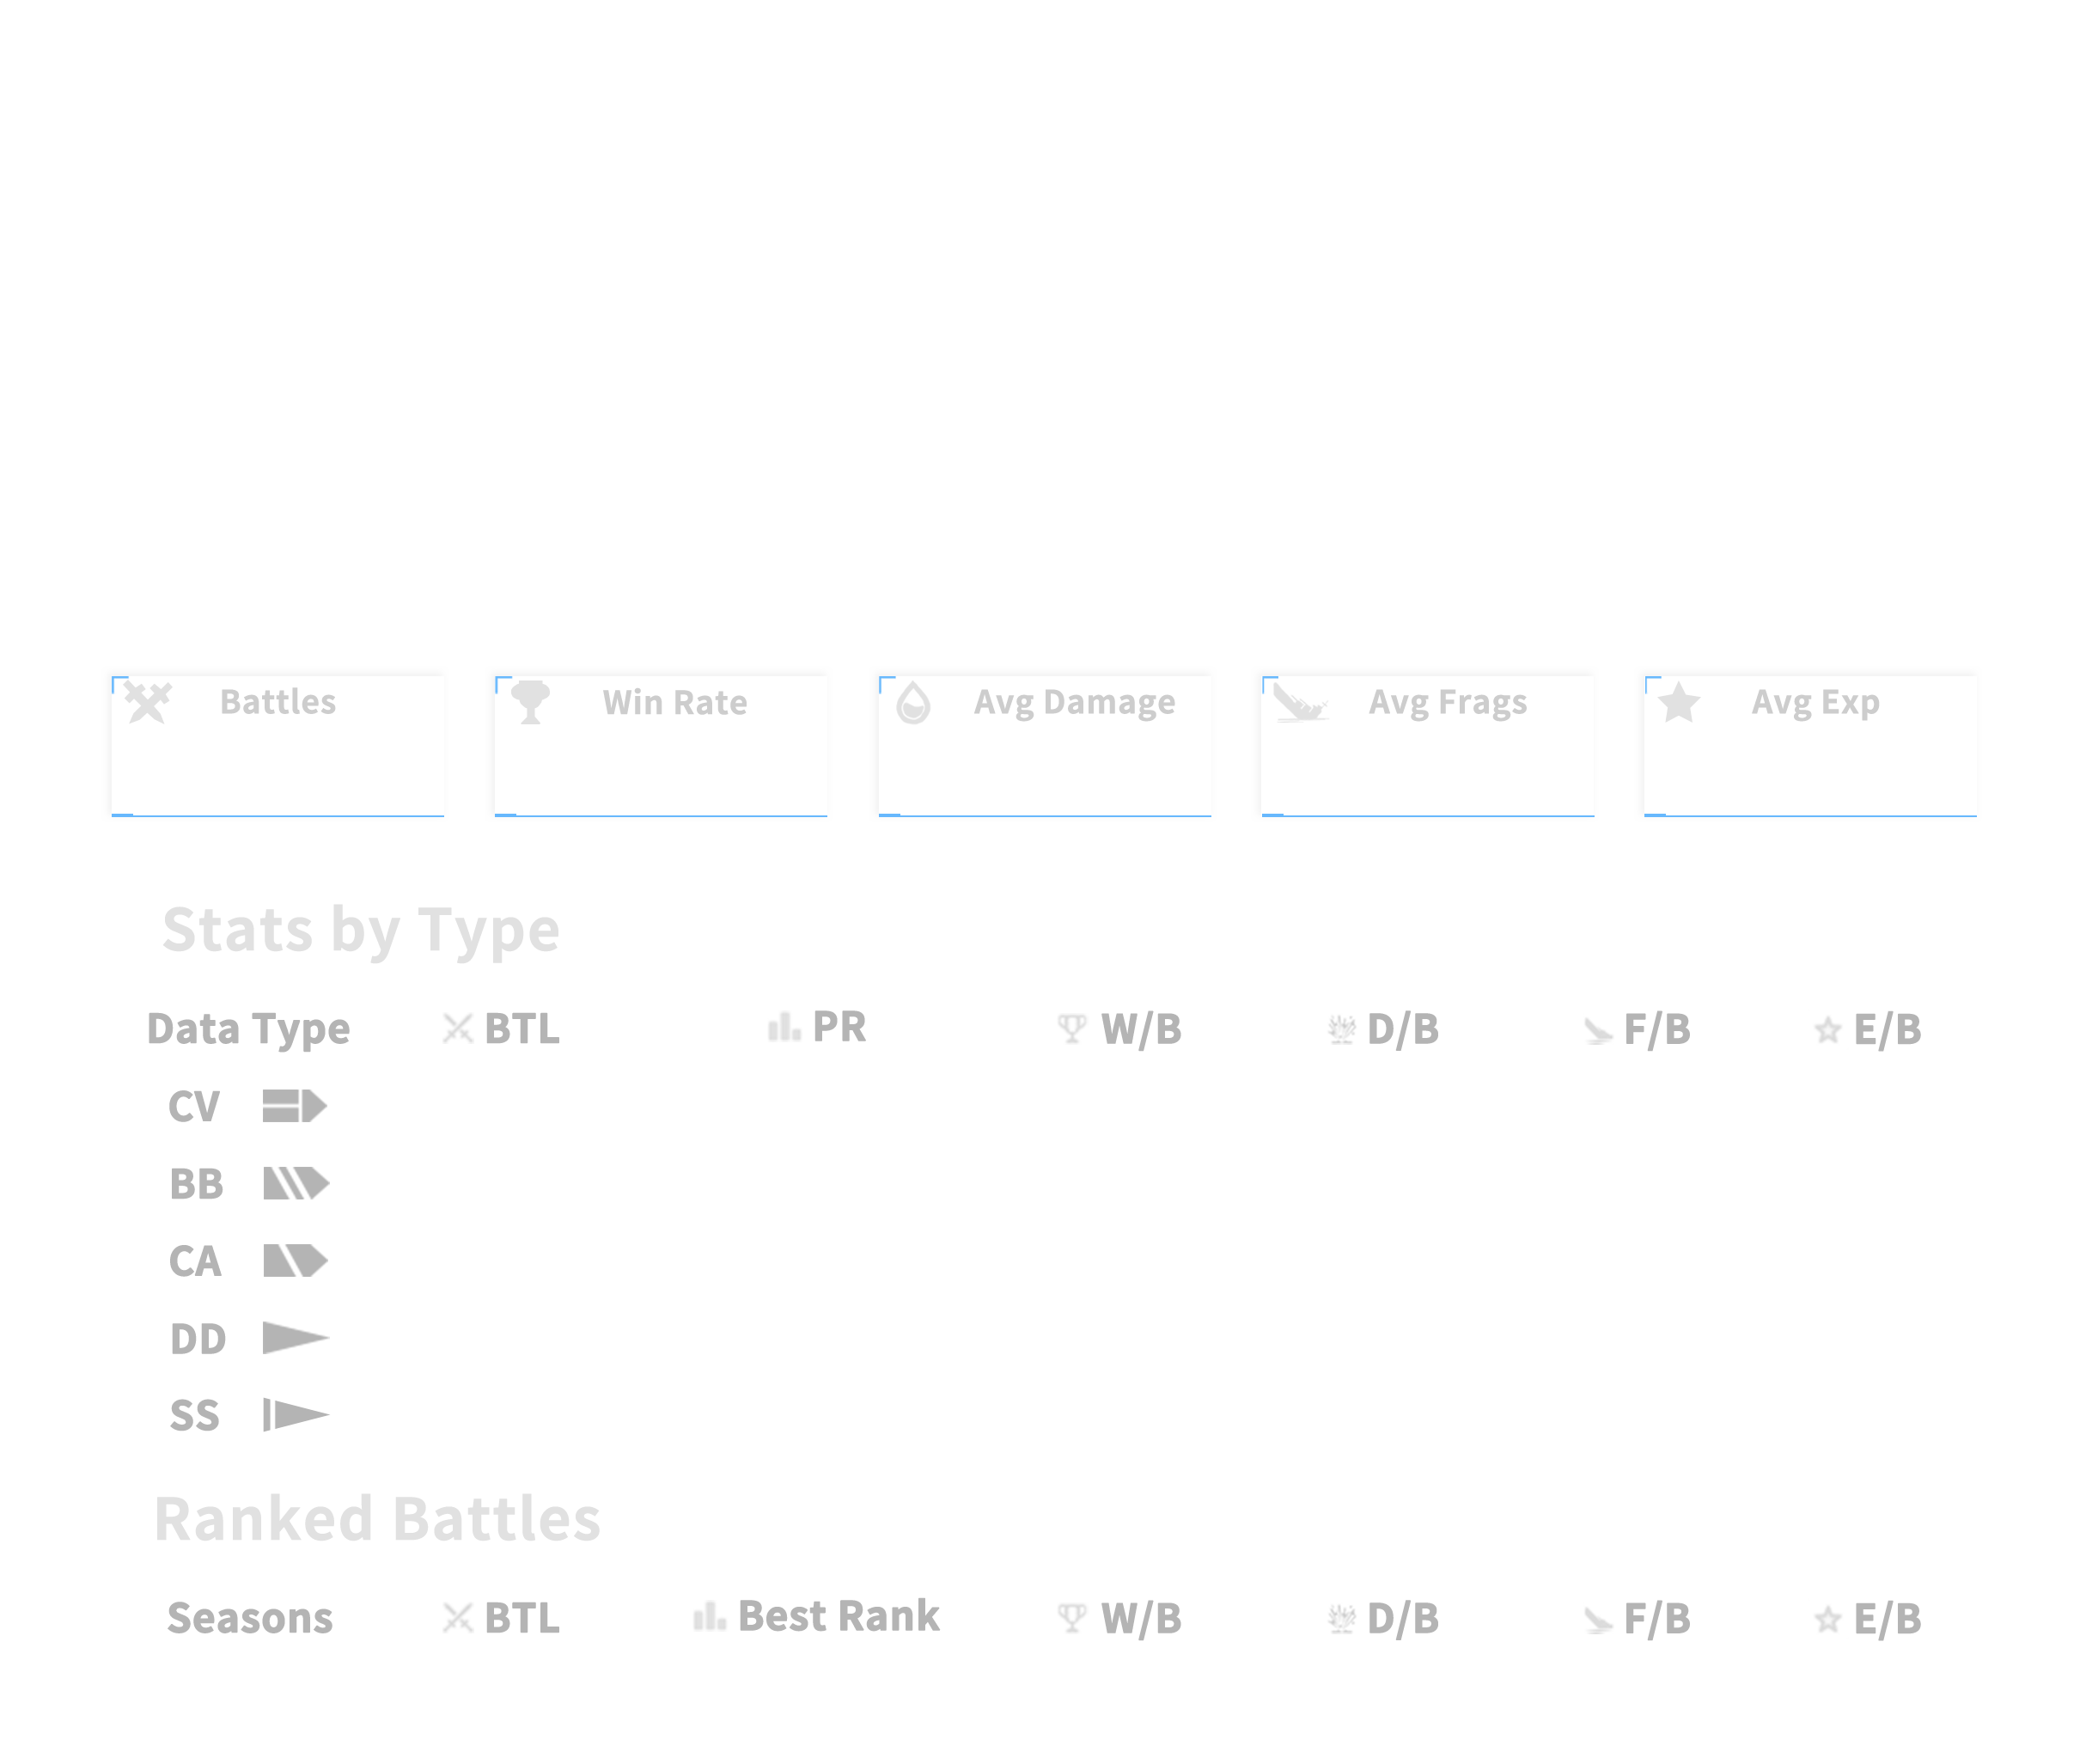 Battles Win Rate Avg Damage Avg Frags Avg Exp
Stats by Type
Data Type BTL PR W/B D/B F/B E/B
CV
BB
CA
DD
SS
Ranked Battles
Seasons BTL Best Rank W/B D/B F/B E/B